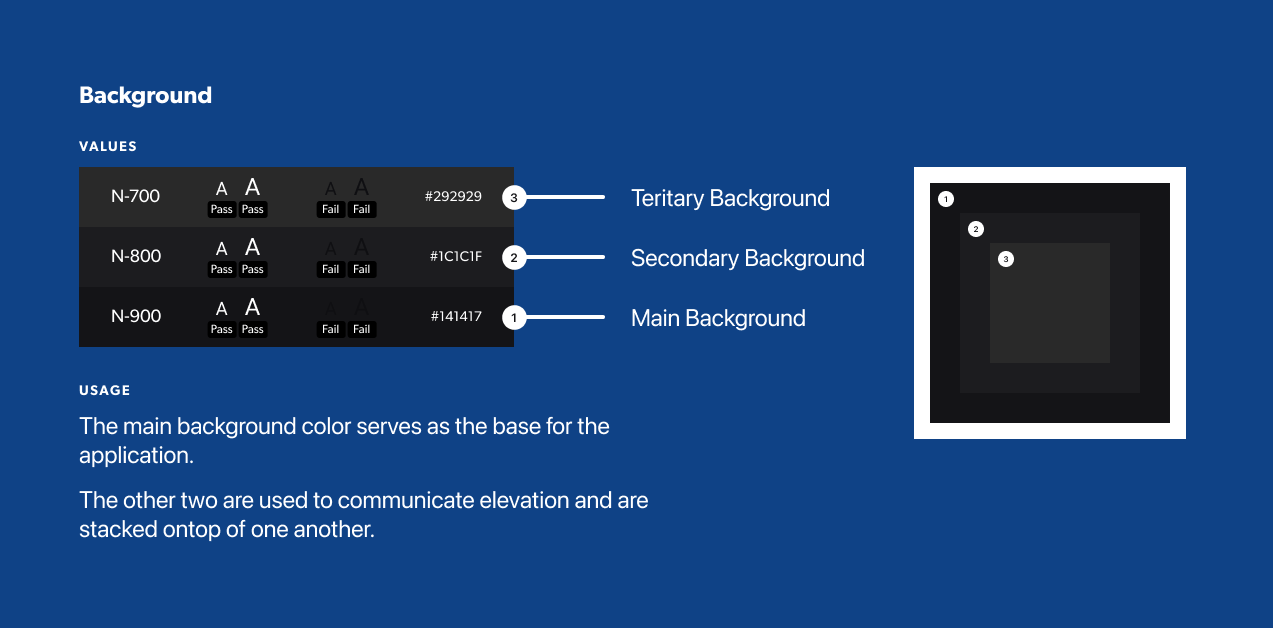 Background
VALUES
N-700 A A A A #292929 3 Teritary Background
Pass Pass Fail Fail
N-800 A A A A #1C1C1F 2 Secondary Background
Pass Pass Fail Fail
N-900 A A A A #141417 1 Main Background
Pass Pass Fail Fail
1
2
3
USAGE
The main background color serves as the base for the
application.
The other two are used to communicate elevation and are
stacked ontop of one another.